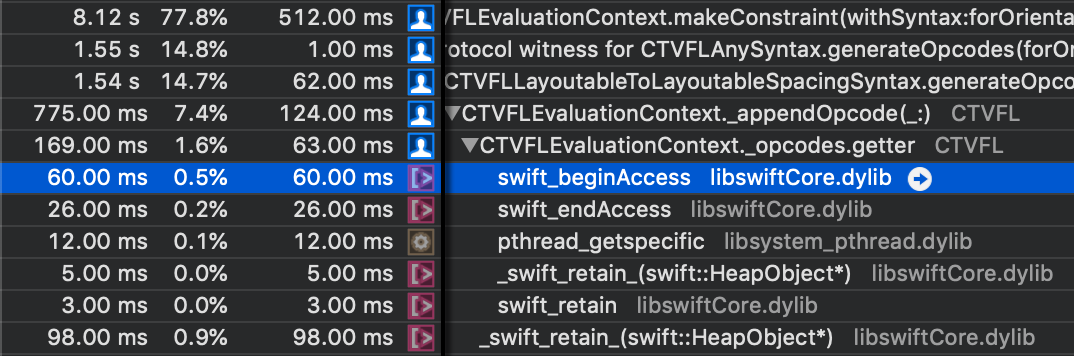 8.12 s 77.8% 512.00 ms VFLEvaluationContext.makeConstraint(withSyntax:forOrienta
1.55 s 14.8% 1.00 ms rotocol witness for CTVFLAnySyntax.generateOpcodes(forO
1.54 s 14.7% 62.00 ms CTVFLLayoutableToLayoutableSpacingSyntax.generateOpco
775.00 ms 7.4% 124.00 ms ▼CTVFLEvaluationContext._appendOpcode(_:) CTVFL
169.00 ms 1.6% 63.00 ms ▼CTVFLEvaluationContext._opcodes.getter CTVFL
60.00 ms 0.5% 60.00 ms swift_beginAccess libswiftCore.dylib
26.00 ms 0.2% 26.00 ms swift_endAccess libswiftCore.dylib
12.00 ms 0.1% 12.00 ms pthread_getspecific libsystem_pthread.dylib
5.00 ms 0.0% 5.00 ms _swift_retain_(swift::HeapObject*) libswiftCore.dylib
3.00 ms 0.0% 3.00 ms swift_retain libswiftCore.dylib
98.00 ms 0.9% 98.00 ms _swift_retain_(swift::HeapObject*) libswiftCore.dylib